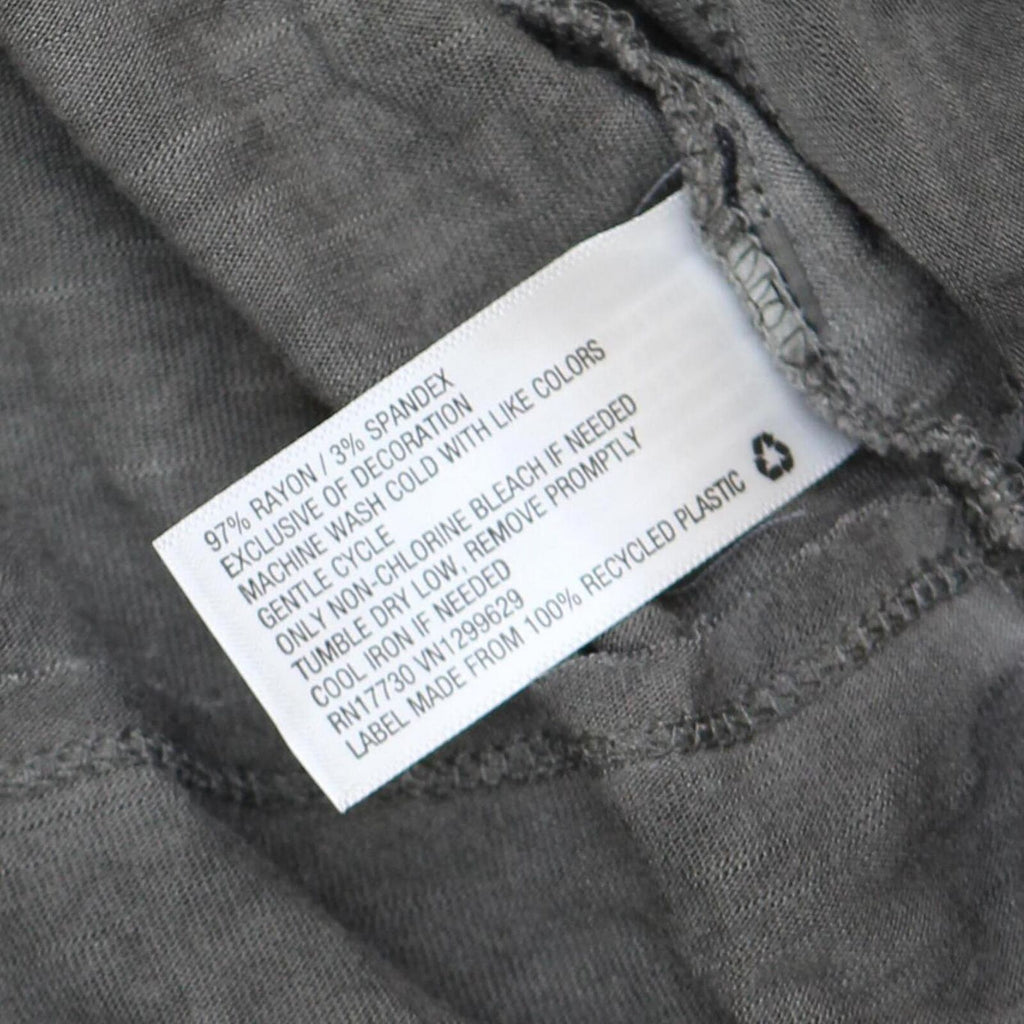 97% RAYON / 3% SPANDEX
EXCLUSIVE OF DECORATION
MACHINE WASH COLD WITH LIKE COLORS
GENTLE CYCLE
ONLY NON-CHLORINE BLEACH IF NEEDED
TUMBLE DRY LOW, REMOVE PROMPTLY
COOL IRON IF NEEDED
RN17730 VN1299629
LABEL MADE FROM 100% RECYCLED PLASTIC